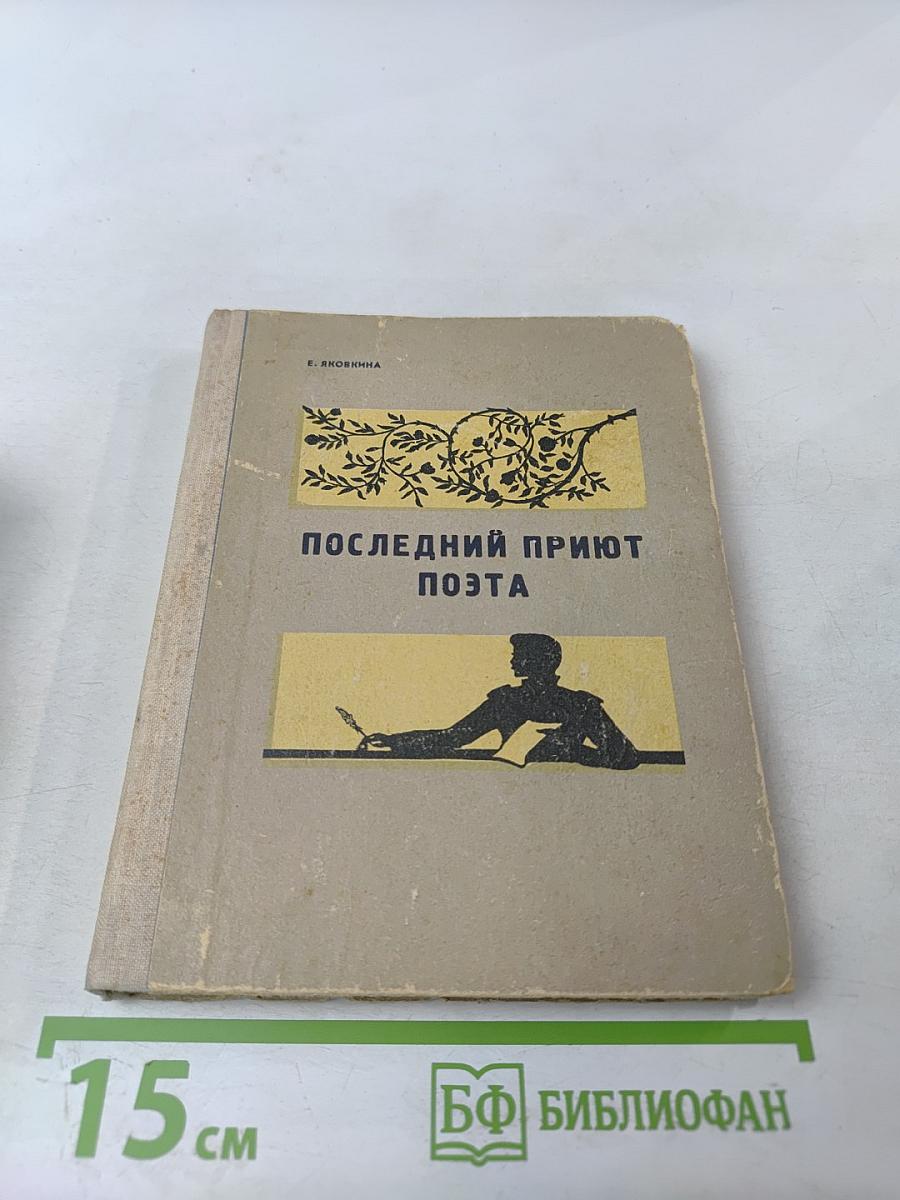 Е. ЯКОВКИНА
ПОСЛЕДНИЙ ПРИЮТ
ПОЭТА
15 см
БФ БИБЛИОФАН